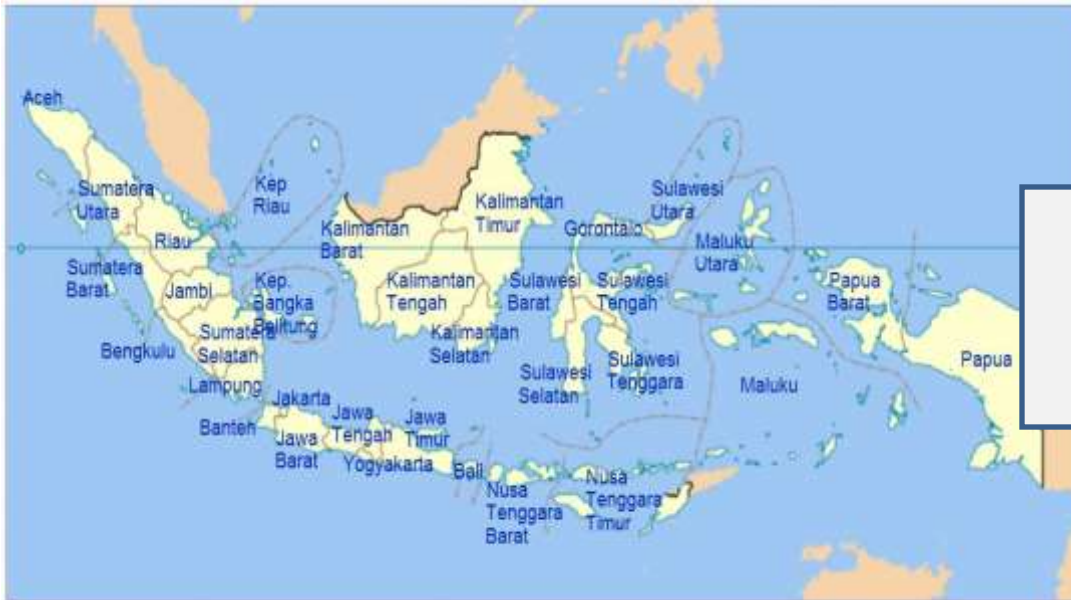 Aceh
Sumatera
Utara
Riau
Kep
Riau
Sumatera
Barat
Jambi
Kep.
Bangka
Belitung
Sumatera
Selatan
Bengkulu
Lampung
Kalimantan
Barat
Kalimantan
Timur
Kalimantan
Tengah
Kalimantan
Selatan
Gorontalo
Sulawesi
Utara
Sulawesi
Barat
Sulawesi
Tengah
Sulawesi
Selatan
Sulawesi
Tenggara
Maluku
Utara
Maluku
Papua
Barat
Papua
Jakarta
Banten
Jawa
Barat
Jawa
Tengah
Yogyakarta
Jawa
Timur
Bali
Nusa
Tenggara
Barat
Nusa
Tenggara
Timur